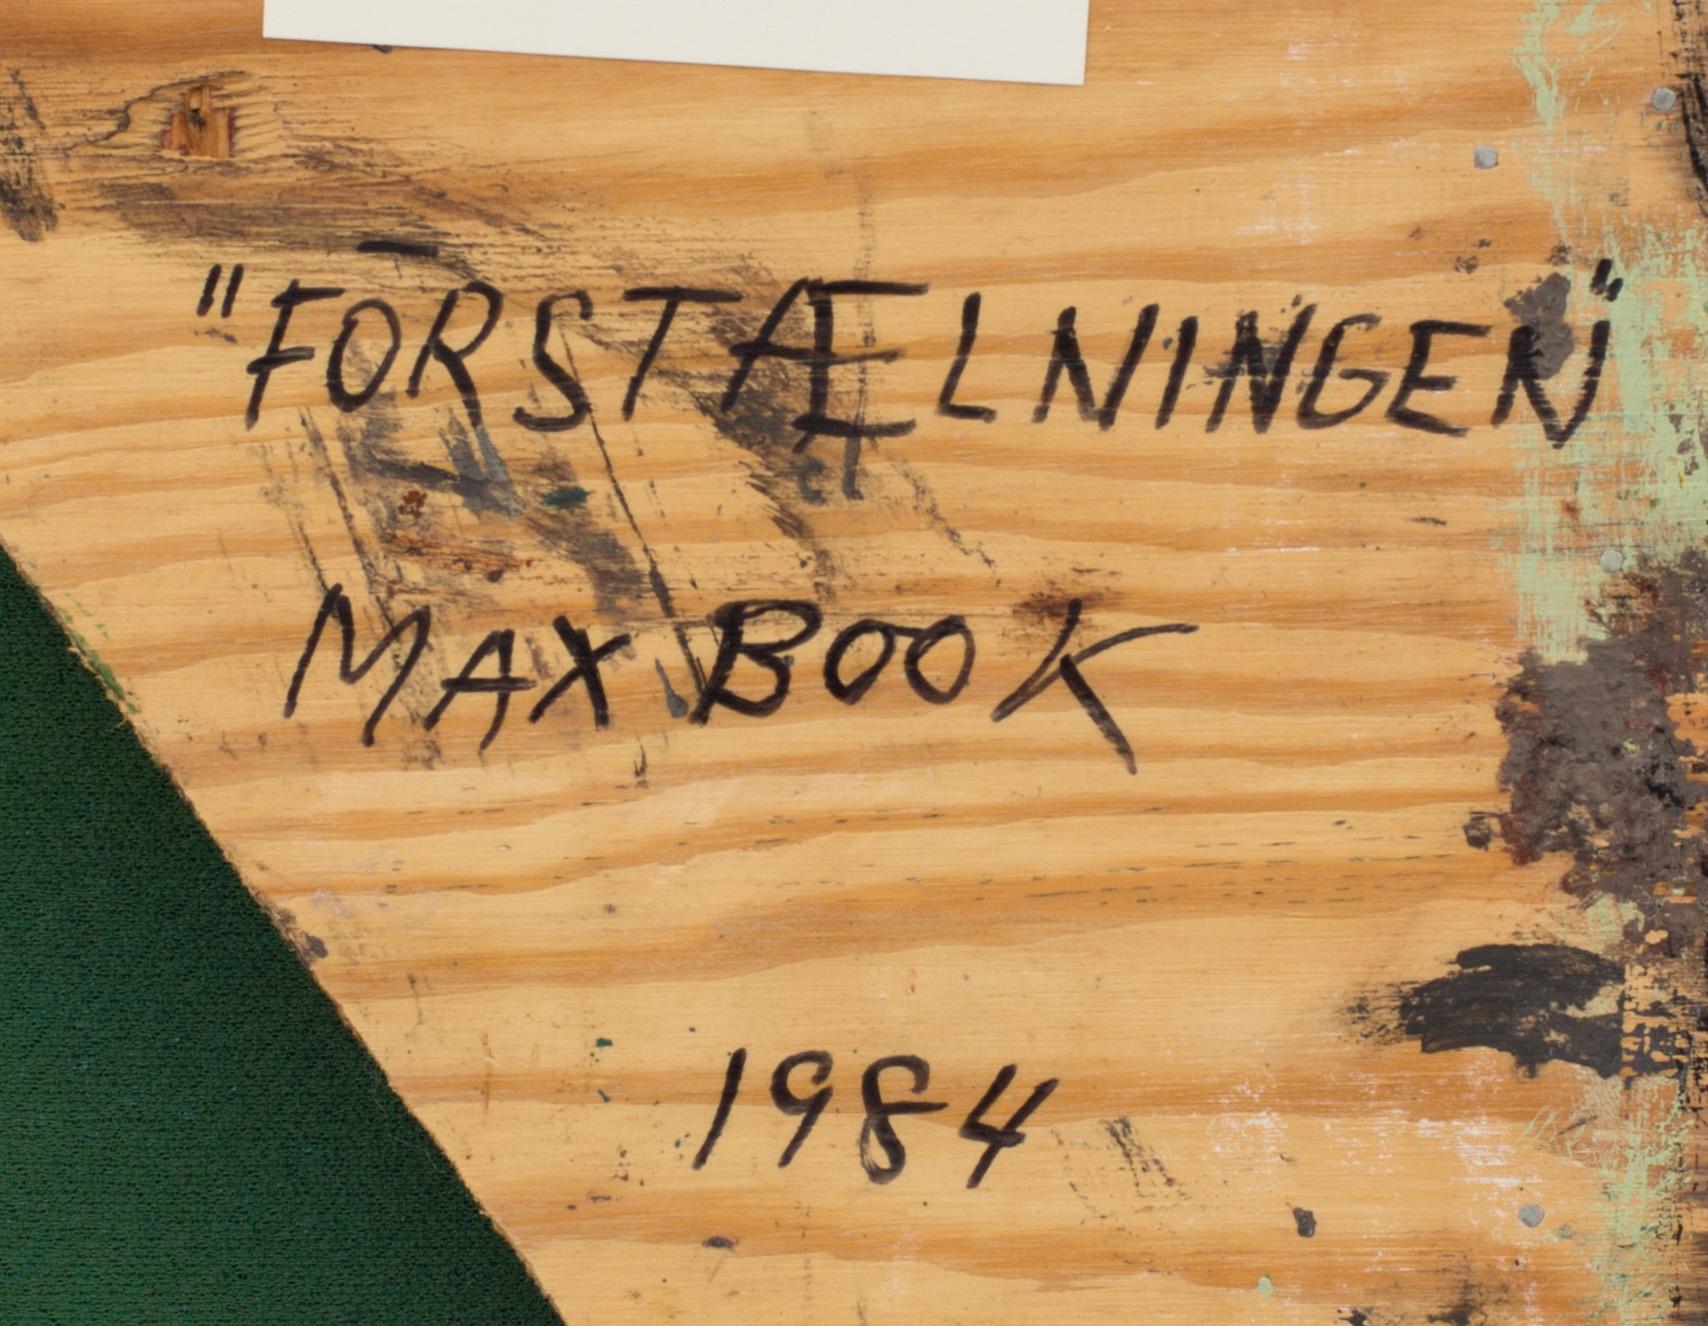 "FORSTÆLNINGEN"
MAX BOOK
1984